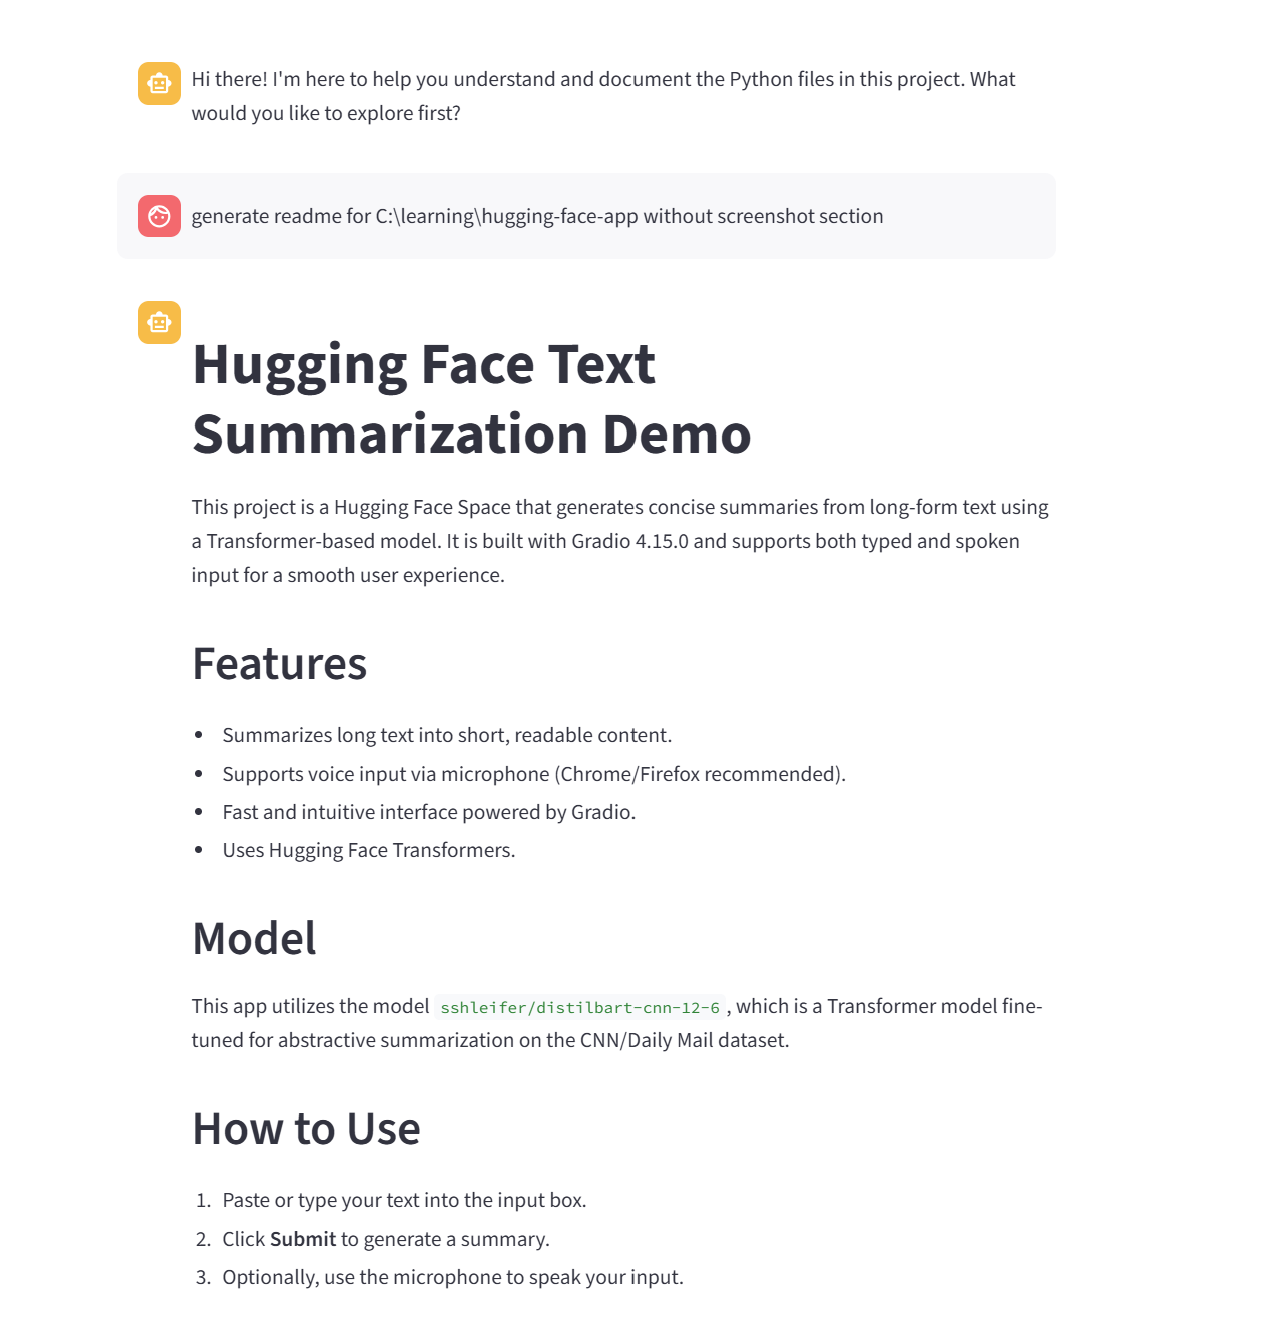 Hi there! I'm here to help you understand and document the Python files in this project. What
would you like to explore first?
generate readme for C:\learning\hugging-face-app without screenshot section
Hugging Face Text
Summarization Demo
This project is a Hugging Face Space that generates concise summaries from long-form text using
a Transformer-based model. It is built with Gradio 4.15.0 and supports both typed and spoken
input for a smooth user experience.
Features
• Summarizes long text into short, readable content.
• Supports voice input via microphone (Chrome/Firefox recommended).
• Fast and intuitive interface powered by Gradio.
• Uses Hugging Face Transformers.
Model
This app utilizes the model sshleifer/distilbart-cnn-12-6, which is a Transformer model fine-
tuned for abstractive summarization on the CNN/Daily Mail dataset.
How to Use
1. Paste or type your text into the input box.
2. Click Submit to generate a summary.
3. Optionally, use the microphone to speak your input.